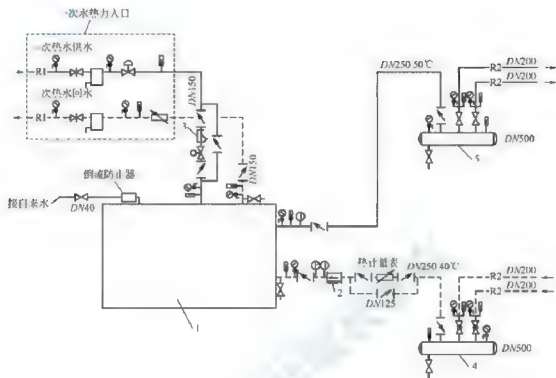 一次水热力入口
一次热水供水
R1
次热水回水
R1
DN150
3
DN150
倒流防止器
接自来水
DN40
1
DN250 50℃
R2 DN200
R2 DN200
DN500
5
热计量表
DN250 40℃
2
DN125
R2 DN200
R2 DN200
DN500
4